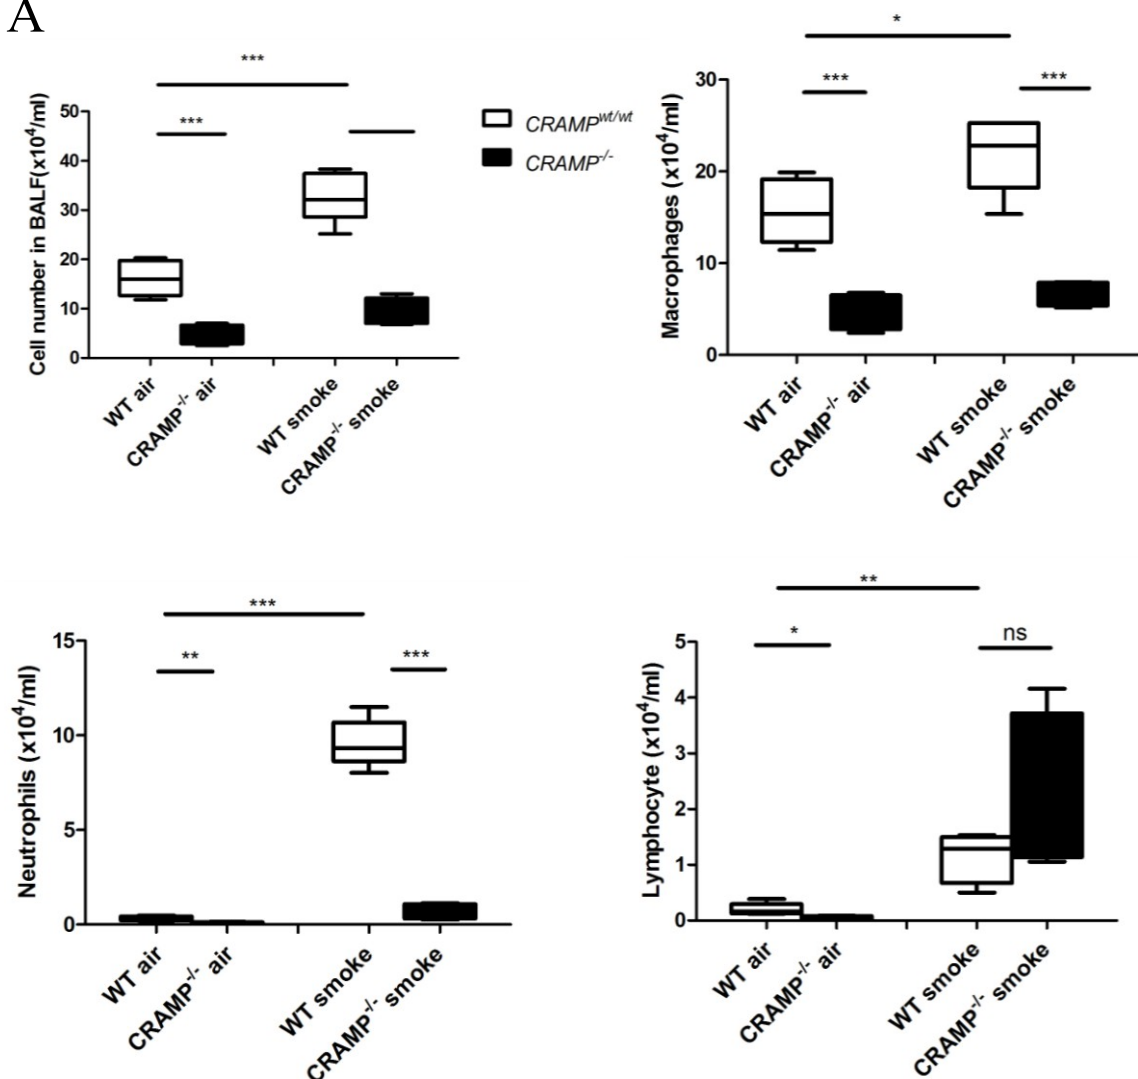 A
***
***
Cell number in BALF(x10⁴/ml)
50
40
30
20
10
0
WT air
CRAMP⁻/⁻ air
WT smoke
CRAMP⁻/⁻ smoke
CRAMPʷᵗ/ʷᵗ
CRAMP⁻/⁻
*
***
***
Macrophages (x10⁴/ml)
30
20
10
0
WT air
CRAMP⁻/⁻ air
WT smoke
CRAMP⁻/⁻ smoke
***
**
***
Neutrophils (x10⁴/ml)
15
10
5
0
WT air
CRAMP⁻/⁻ air
WT smoke
CRAMP⁻/⁻ smoke
**
*
ns
Lymphocyte (x10⁴/ml)
5
4
3
2
1
0
WT air
CRAMP⁻/⁻ air
WT smoke
CRAMP⁻/⁻ smoke